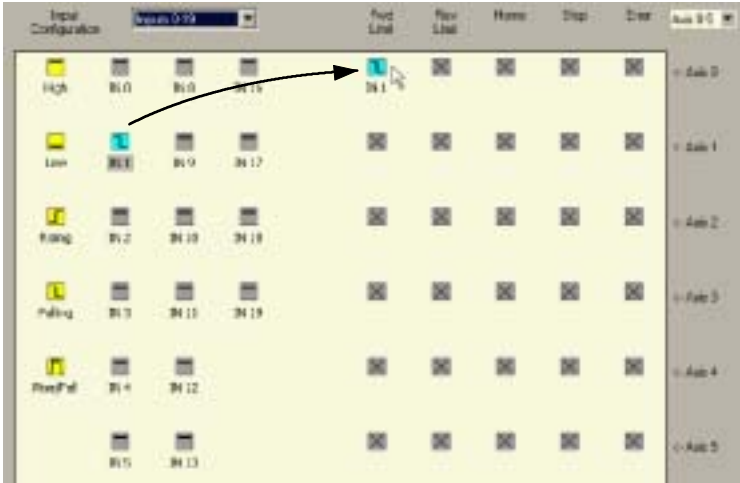 Input Configuration
Inputs 0-19
Fwd Limit
Rev Limit
Home
Stop
Error
Axis 0-5
High
IN 0
IN 8
IN 16
IN 1
<- Axis 0
Low
IN 1
IN 9
IN 17
<- Axis 1
Rising
IN 2
IN 10
IN 18
<- Axis 2
Falling
IN 3
IN 11
IN 19
<- Axis 3
Rise/Fall
IN 4
IN 12
<- Axis 4
IN 5
IN 13
<- Axis 5